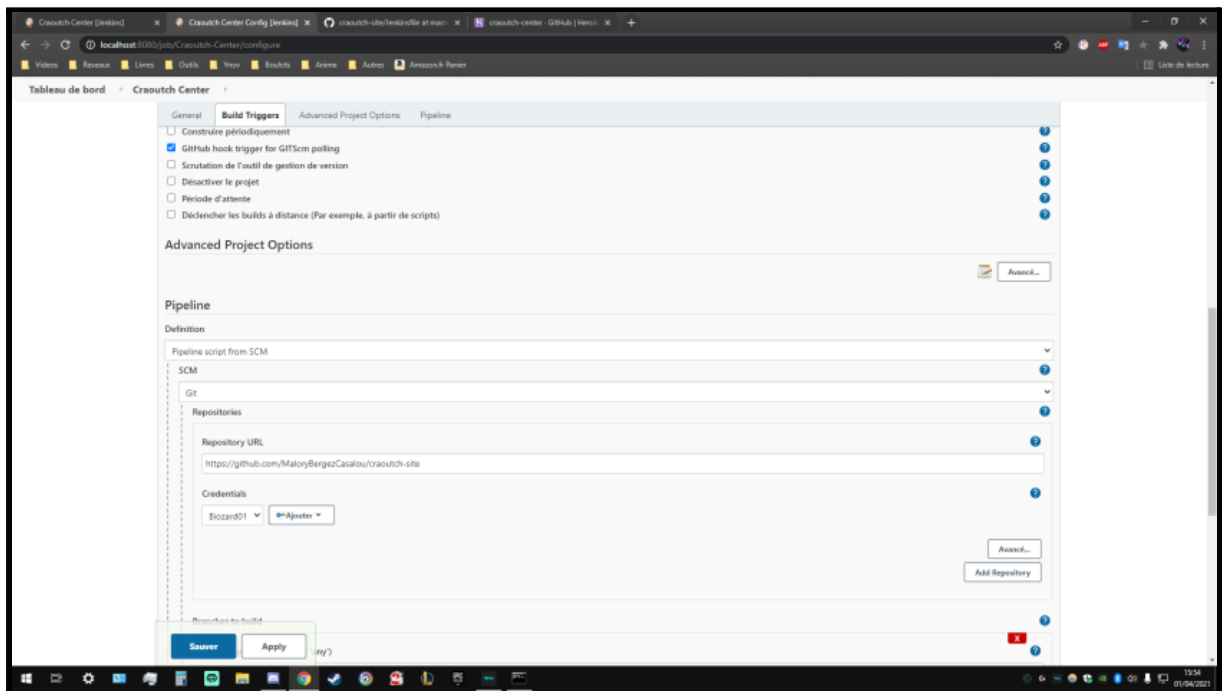 Craoutch Center [Jenkins]
Craoutch Center Config [Jenkins]
craoutch-site/Jenkinsfile at
craoutch-center · GitHub |
localhost:8080/job/Craoutch-Center/configure
Videos Reseaux Livres Outils Ynov Boulots Anime Autres Amazon.fr Panier
Liste de lecture
Tableau de bord
Craoutch Center
General Build Triggers Advanced Project Options Pipeline
Construire périodiquement
GitHub hook trigger for GITScm polling
Scrutation de l'outil de gestion de version
Désactiver le projet
Période d'attente
Déclencher les builds à distance (Par exemple, à partir de scripts)
Advanced Project Options
Avancé...
Pipeline
Definition
Pipeline script from SCM
SCM
Git
Repositories
Repository URL
https://github.com/MaloryBergezCasalou/craoutch-site
Credentials
Biozard01 Ajouter
Avancé...
Add Repository
Branches to build
Sauver Apply
X
'any')
15:54
01/04/2021